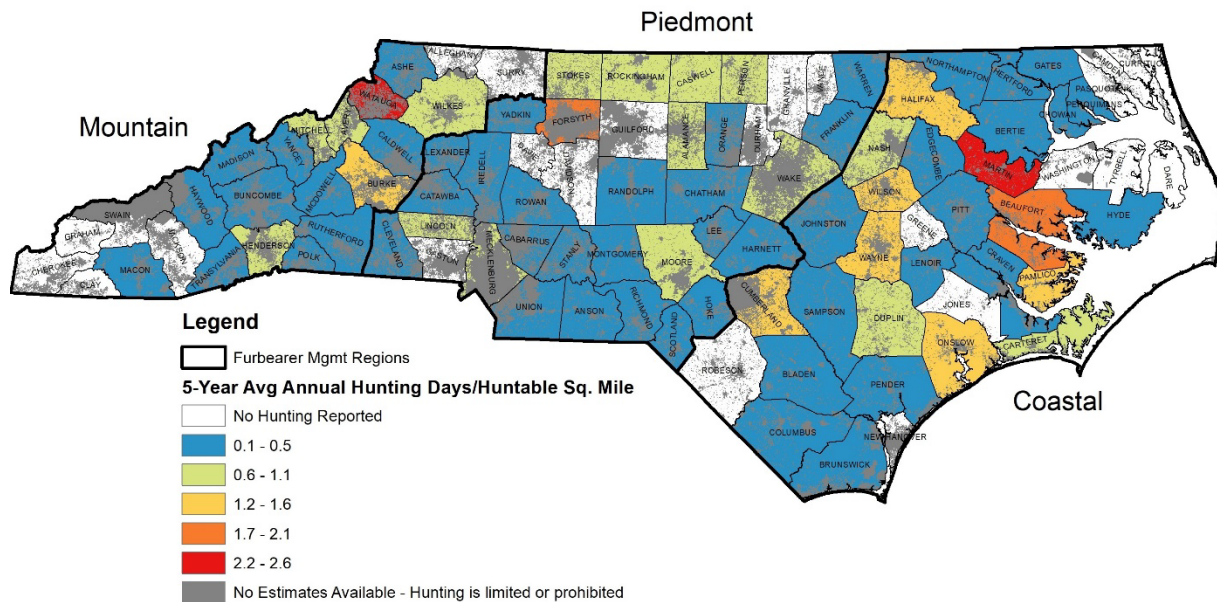 Piedmont
Mountain
Coastal
ASHE
ALLEGHANY
SURRY
STOKES
ROCKINGHAM
CASWELL
PERSON
GRANVILLE
VANCE
WARREN
NORTHAMPTON
HERTFORD
GATES
CAMDEN
CURRITUCK
PASQUOTANK
PERQUIMANS
CHOWAN
WATAUGA
WILKES
YADKIN
FORSYTH
GUILFORD
ALAMANCE
ORANGE
DURHAM
FRANKLIN
HALIFAX
BERTIE
MITCHELL
AVERY
CALDWELL
ALEXANDER
IREDELL
DAVIE
DAVIDSON
RANDOLPH
CHATHAM
WAKE
NASH
EDGECOMBE
MARTIN
WASHINGTON
TYRRELL
DARE
MADISON
YANCEY
BURKE
CATAWBA
ROWAN
WILSON
PITT
BEAUFORT
HYDE
HAYWOOD
BUNCOMBE
MCDOWELL
SWAIN
GRAHAM
JACKSON
HENDERSON
RUTHERFORD
CLEVELAND
LINCOLN
GASTON
MECKLENBURG
CABARRUS
STANLY
MONTGOMERY
MOORE
LEE
HARNETT
JOHNSTON
WAYNE
GREENE
LENOIR
CRAVEN
PAMLICO
CHEROKEE
CLAY
MACON
TRANSYLVANIA
POLK
UNION
ANSON
RICHMOND
SCOTLAND
HOKE
CUMBERLAND
SAMPSON
DUPLIN
JONES
ONSLOW
CARTERET
ROBESON
BLADEN
PENDER
COLUMBUS
BRUNSWICK
NEW HANOVER
Legend
Furbearer Mgmt Regions
5-Year Avg Annual Hunting Days/Huntable Sq. Mile
No Hunting Reported
0.1 - 0.5
0.6 - 1.1
1.2 - 1.6
1.7 - 2.1
2.2 - 2.6
No Estimates Available - Hunting is limited or prohibited